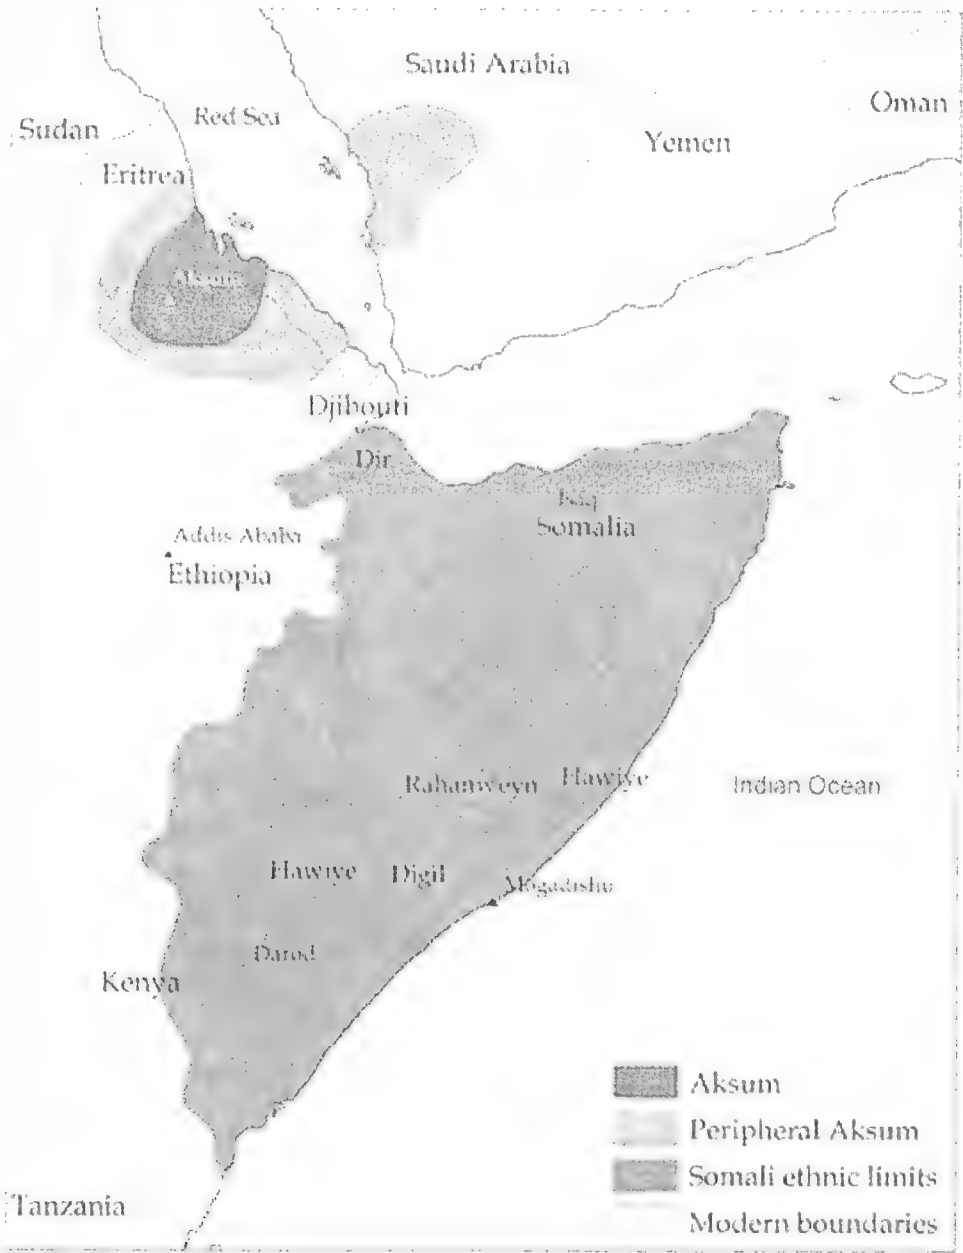 Saudi Arabia
Oman
Red Sea
Sudan
Yemen
Eritrea
Aksum
Djibouti
Dir
Isaq
Somalia
Addis Ababa
Ethiopia
Rahanweyn
Hawiye
Indian Ocean
Hawiye
Digil
Mogadishu
Darod
Kenya
Aksum
Peripheral Aksum
Somali ethnic limits
Tanzania
Modern boundaries